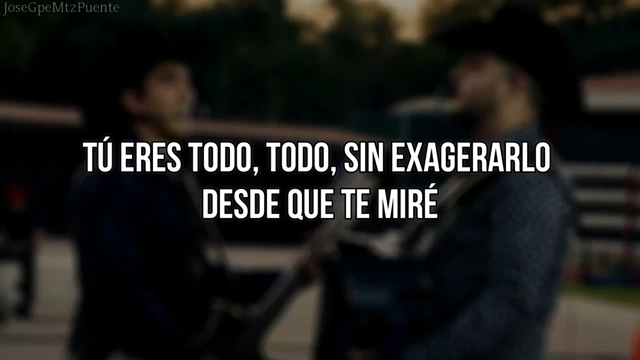 JoseGpeMtzPuente
TÚ ERES TODO, TODO, SIN EXAGERARLO
DESDE QUE TE MIRÉ